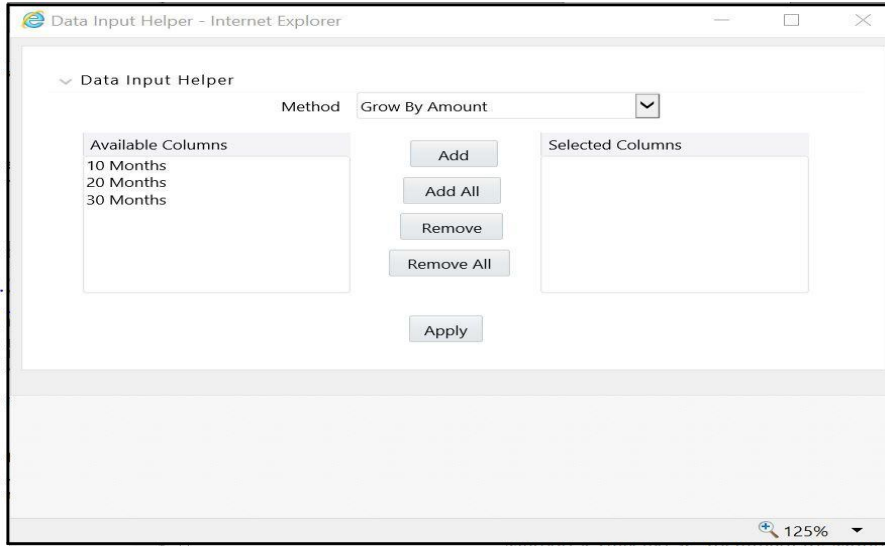 Data Input Helper - Internet Explorer
Data Input Helper
Method Grow By Amount
Available Columns
10 Months
20 Months
30 Months
Add
Add All
Remove
Remove All
Selected Columns
Apply
125%